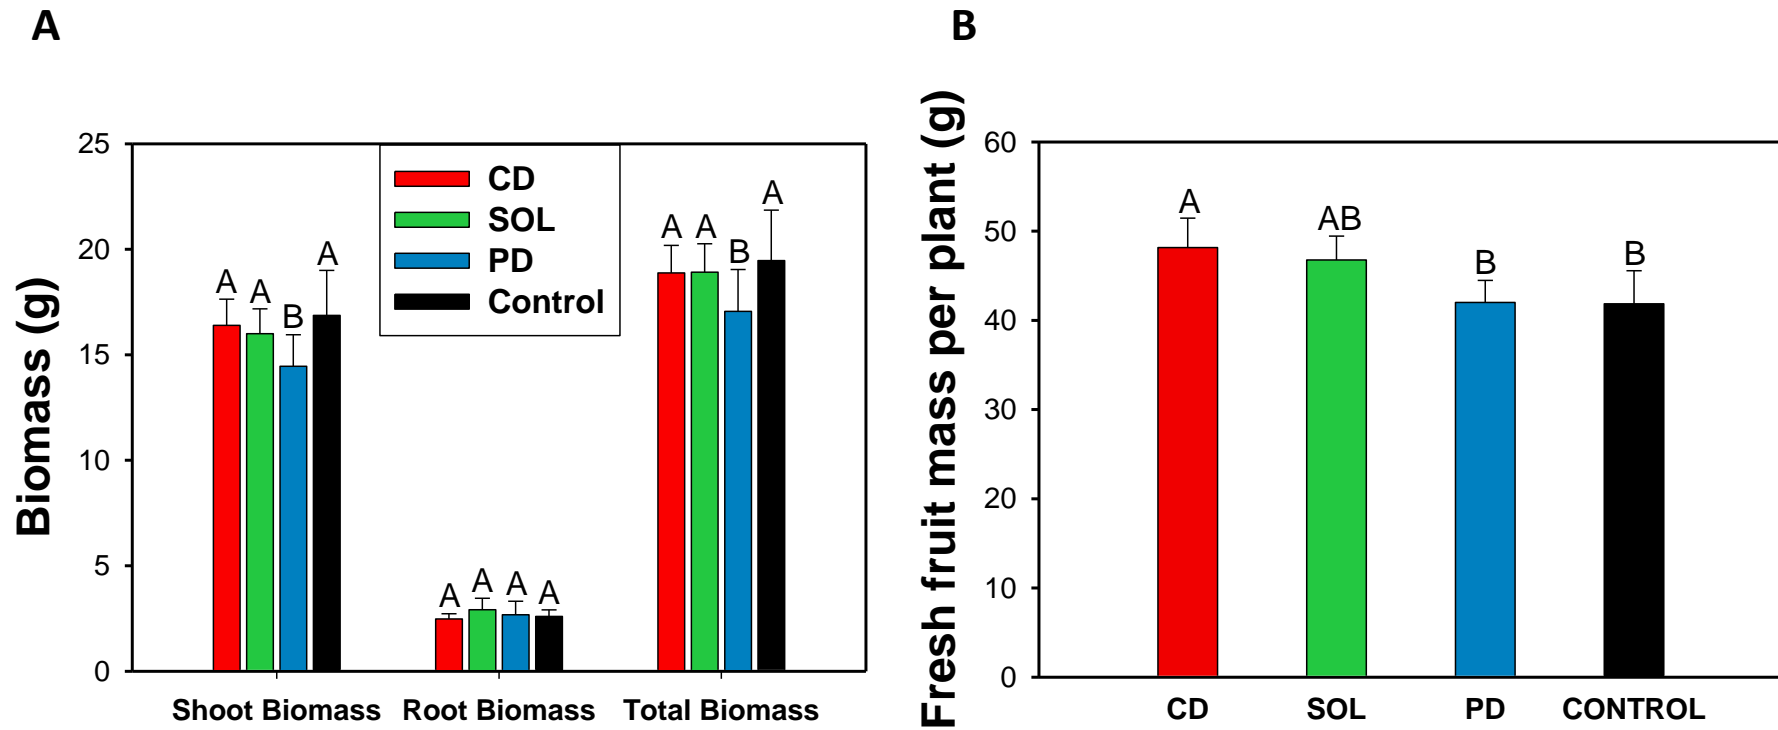 A
B
Biomass (g)
25
20
15
10
5
0
CD
SOL
PD
Control
A
A
B
A
A
A
A
A
A
A
B
A
Shoot Biomass
Root Biomass
Total Biomass
Fresh fruit mass per plant (g)
60
50
40
30
20
10
0
A
AB
B
B
CD
SOL
PD
CONTROL